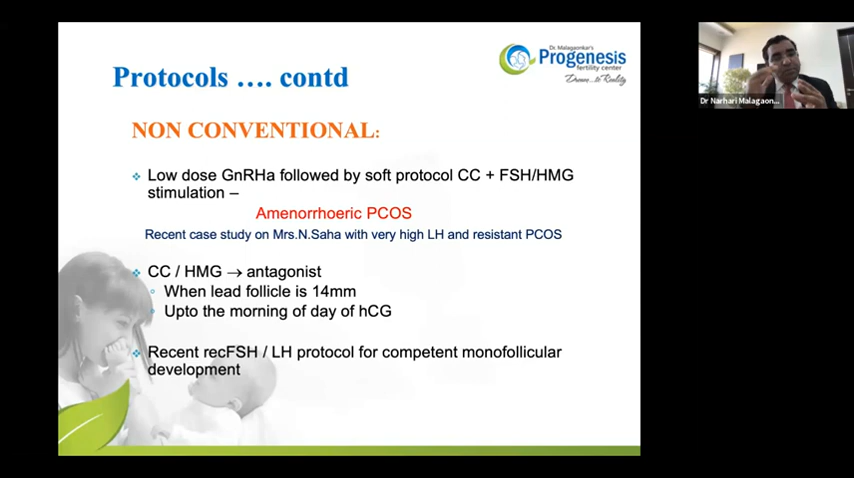 Dr. Malagaonkar's
Progenesis
fertility center
Dream...to Reality
Protocols .... contd
NON CONVENTIONAL:
Low dose GnRHa followed by soft protocol CC + FSH/HMG
stimulation –
Amenorrhoeric PCOS
Recent case study on Mrs.N.Saha with very high LH and resistant PCOS
CC / HMG → antagonist
When lead follicle is 14mm
Upto the morning of day of hCG
Recent recFSH / LH protocol for competent monofollicular
development
Dr Narhari Malagaon...